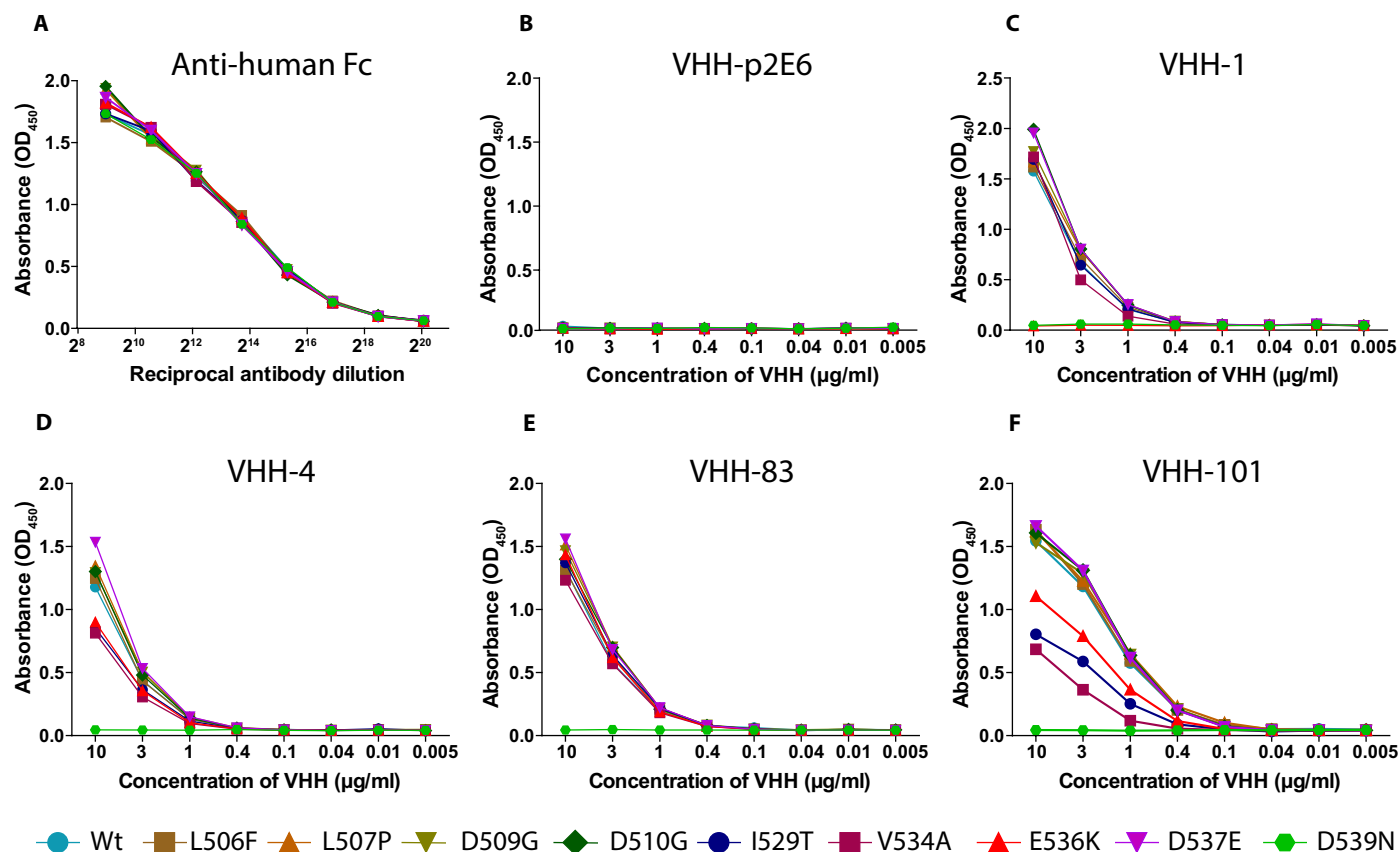 A
Anti-human Fc
Absorbance (OD450)
2.0
1.5
1.0
0.5
0.0
2^8 2^10 2^12 2^14 2^16 2^18 2^20
Reciprocal antibody dilution
B
VHH-p2E6
Absorbance (OD450)
2.0
1.5
1.0
0.5
0.0
10 3 1 0.4 0.1 0.04 0.01 0.005
Concentration of VHH (µg/ml)
C
VHH-1
Absorbance (OD450)
2.5
2.0
1.5
1.0
0.5
0.0
10 3 1 0.4 0.1 0.04 0.01 0.005
Concentration of VHH (µg/ml)
D
VHH-4
Absorbance (OD450)
2.0
1.5
1.0
0.5
0.0
10 3 1 0.4 0.1 0.04 0.01 0.005
Concentration of VHH (µg/ml)
E
VHH-83
Absorbance (OD450)
2.0
1.5
1.0
0.5
0.0
10 3 1 0.4 0.1 0.04 0.01 0.005
Concentration of VHH (µg/ml)
F
VHH-101
Absorbance (OD450)
2.0
1.5
1.0
0.5
0.0
10 3 1 0.4 0.1 0.04 0.01 0.005
Concentration of VHH (µg/ml)
Wt L506F L507P D509G D510G I529T V534A E536K D537E D539N